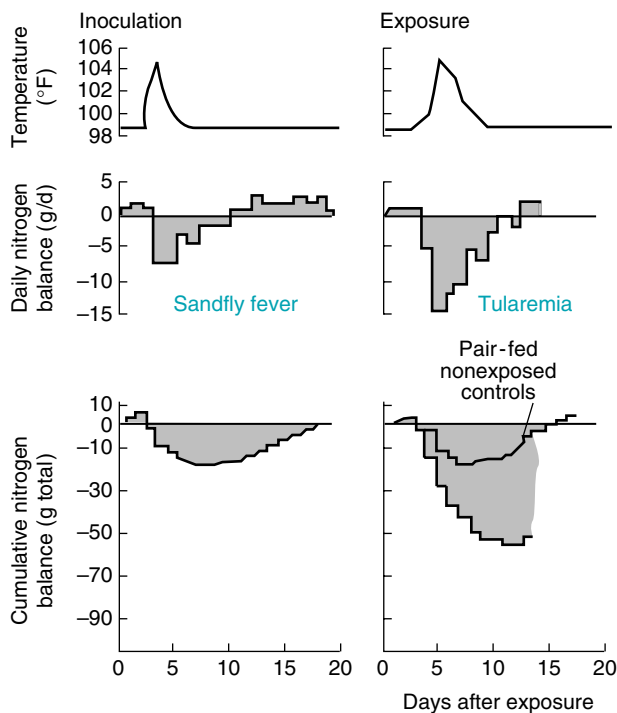 Inoculation
Exposure
Temperature
(°F)
106
104
102
100
98
Daily nitrogen
balance (g/d)
5
0
–5
–10
–15
Sandfly fever
Tularemia
Pair-fed
nonexposed
controls
Cumulative nitrogen
balance (g total)
10
0
–10
–30
–50
–70
–90
0 5 10 15 20
0 5 10 15 20
Days after exposure